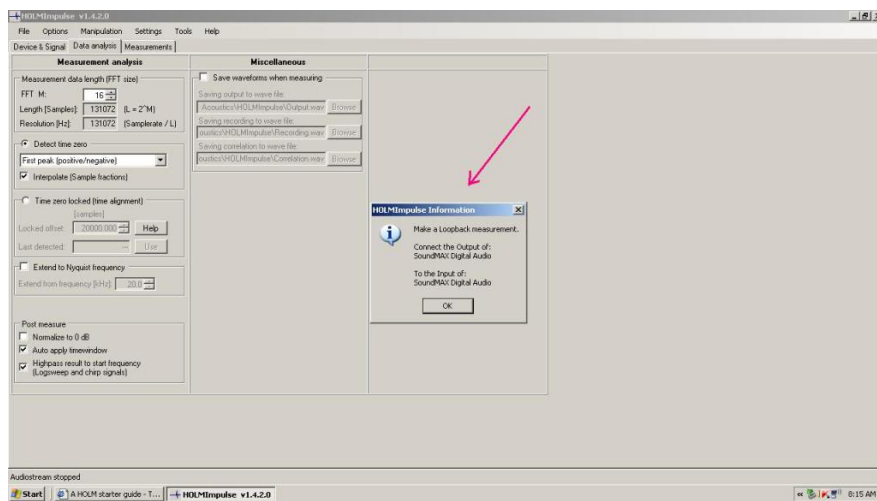 HOLMImpulse v1.4.2.0
File Options Manipulation Settings Tools Help
Device & Signal Data analysis Measurements
Measurement analysis
Measurement data length (FFT size)
FFT M: 16
Length [Samples]: 131072 (L = 2^M)
Resolution [Hz]: 131072 (Samplerate / L)
Detect time zero
First peak (positive/negative)
Interpolate (Sample fractions)
Time zero locked (time alignment)
[samples]
Locked offset: 20000.000 Help
Last detected: -- Use
Extend to Nyquist frequency
Extend from frequency [kHz]: 20.0
Post measure
Normalize to 0 dB
Auto apply timewindow
Highpass result to start frequency
(Logsweep and chirp signals)
Miscellaneous
Save waveforms when measuring
Saving output to wave file:
Acoustics\HOLMImpulse\Output.wav Browse
Saving recording to wave file:
oustics\HOLMImpulse\Recording.wav Browse
Saving correlation to wave file:
oustics\HOLMImpulse\Correlation.wav Browse
HOLMImpulse Information
Make a Loopback measurement.
Connect the Output of:
SoundMAX Digital Audio
To the Input of:
SoundMAX Digital Audio
OK
Audiostream stopped
Start A HOLM starter guide - T... HOLMImpulse v1.4.2.0 8:15 AM